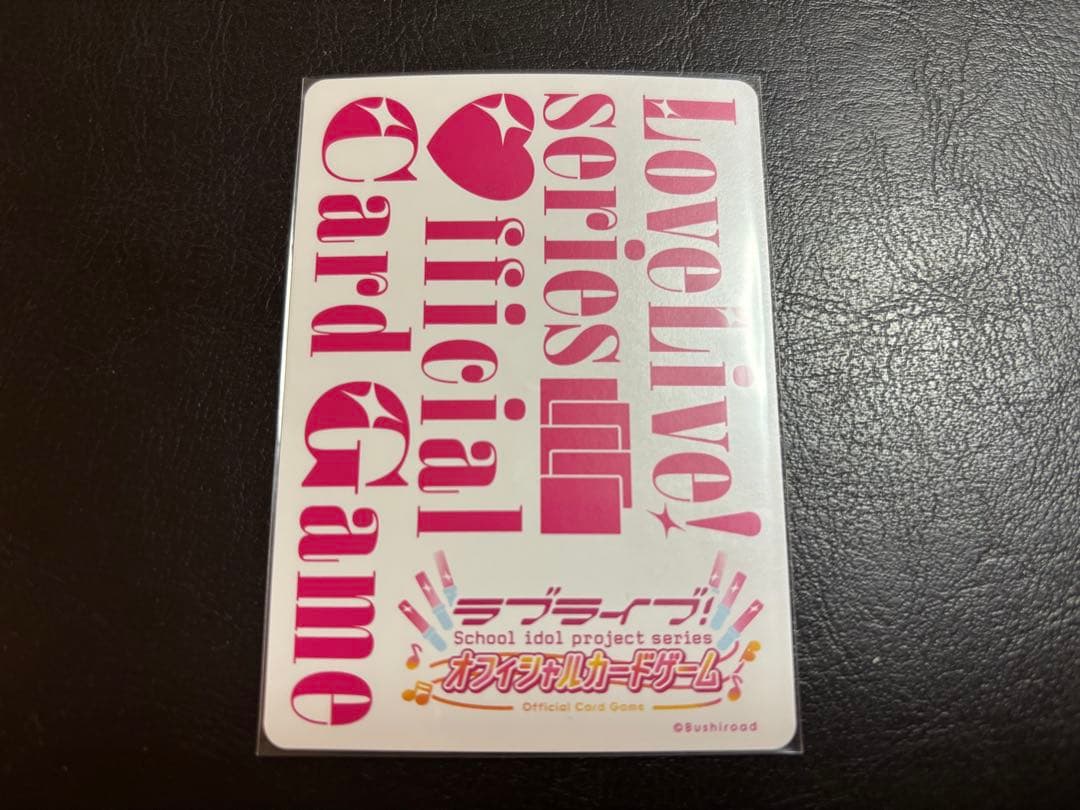 LoveLive!
series
Official
Card Game
ラブライブ!
School idol project series
オフィシャルカードゲーム
Official Card Game
©Bushiroad